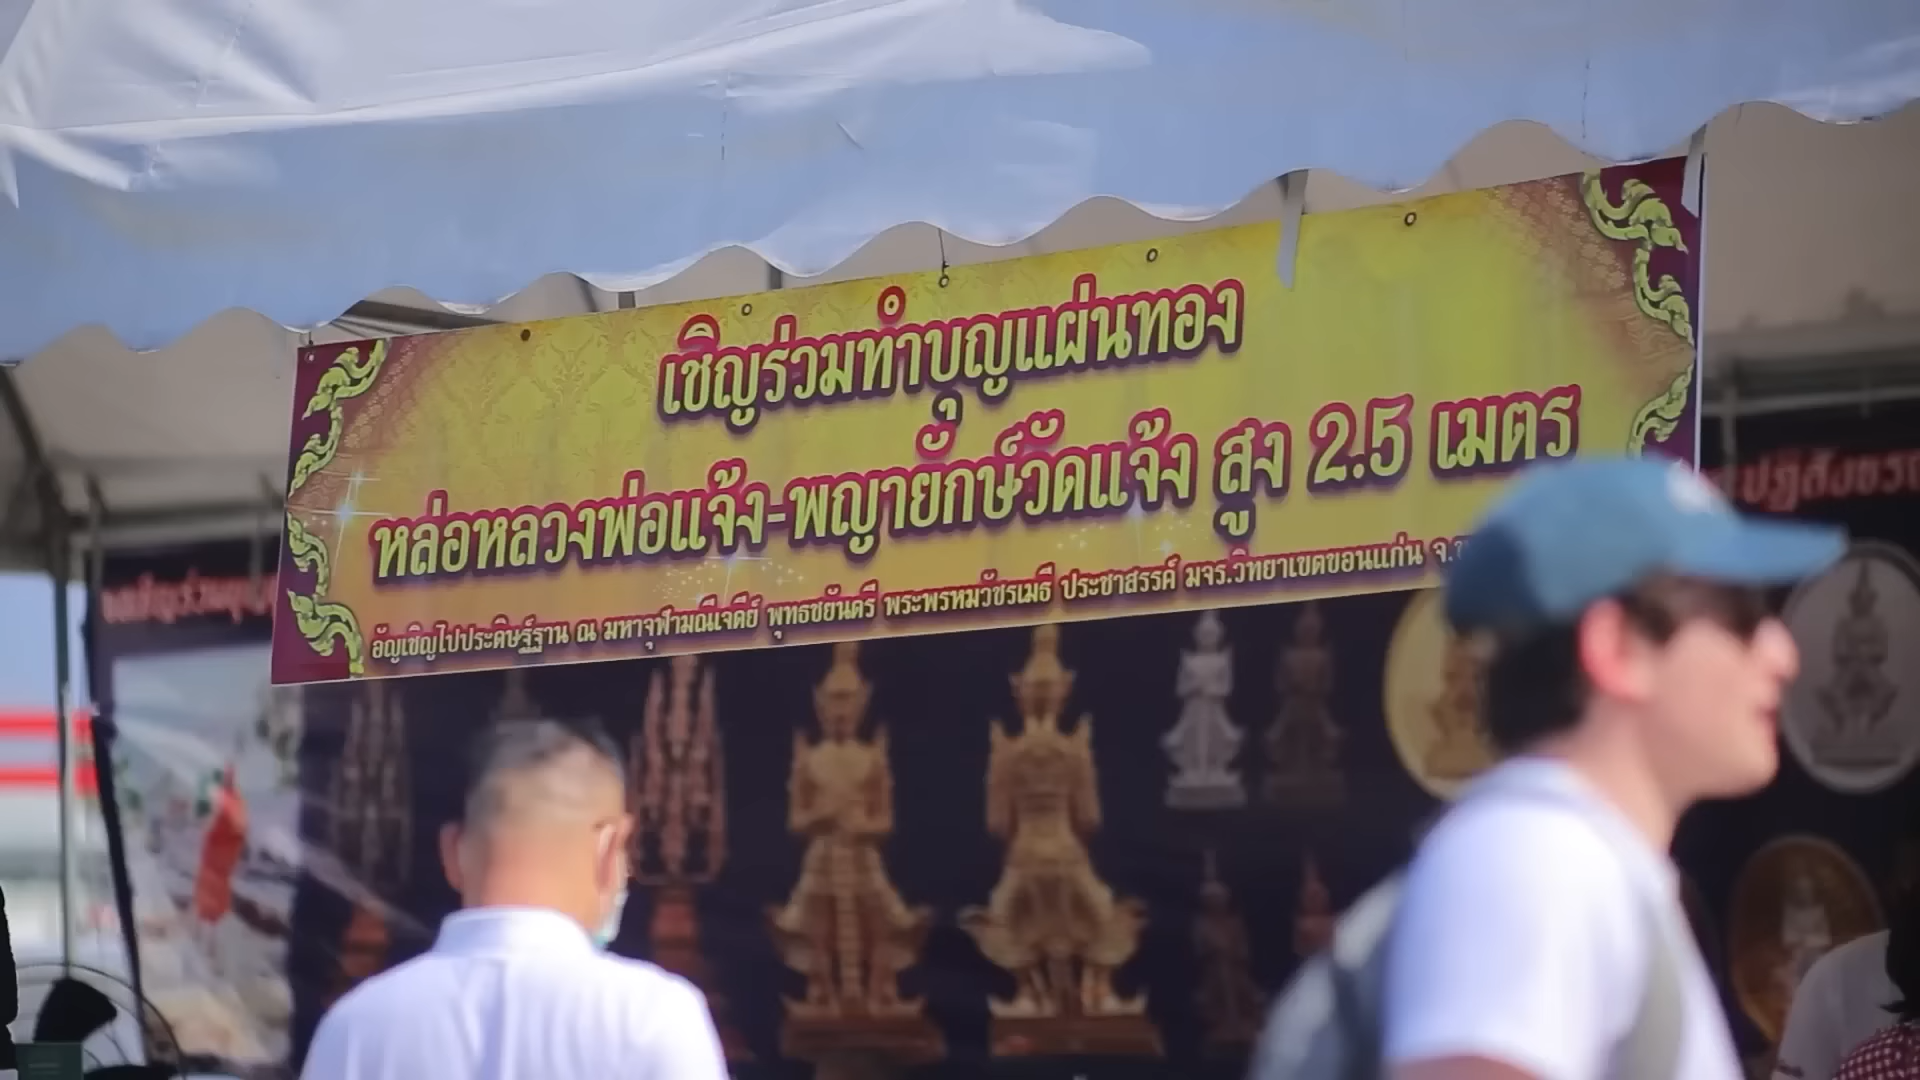 เชิญร่วมทำบุญแผ่นทอง
หล่อหลวงพ่อแจ้ง-พญายักษ์วัดแจ้ง สูง 2.5 เมตร
อัญเชิญไปประดิษฐ์ฐาน ณ มหาจุฬามณีเจดีย์ พุทธชยันตรี พระพรหมวัชรเมธี ประชาสรรค์ มจร.วิทยาเขตขอนแก่น จ.